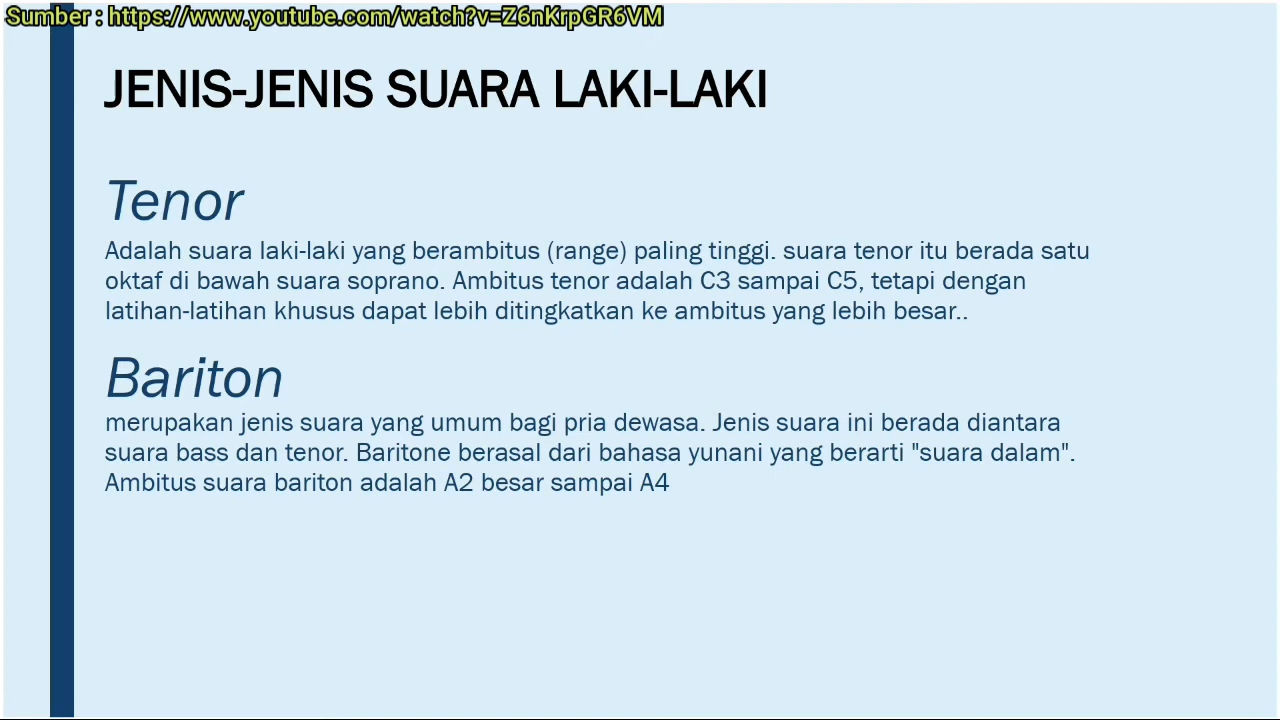 Sumber : https://www.youtube.com/watch?v=Z6nKrpGR6VM
JENIS-JENIS SUARA LAKI-LAKI
Tenor
Adalah suara laki-laki yang berambitus (range) paling tinggi. suara tenor itu berada satu
oktaf di bawah suara soprano. Ambitus tenor adalah C3 sampai C5, tetapi dengan
latihan-latihan khusus dapat lebih ditingkatkan ke ambitus yang lebih besar..
Bariton
merupakan jenis suara yang umum bagi pria dewasa. Jenis suara ini berada diantara
suara bass dan tenor. Baritone berasal dari bahasa yunani yang berarti "suara dalam".
Ambitus suara bariton adalah A2 besar sampai A4